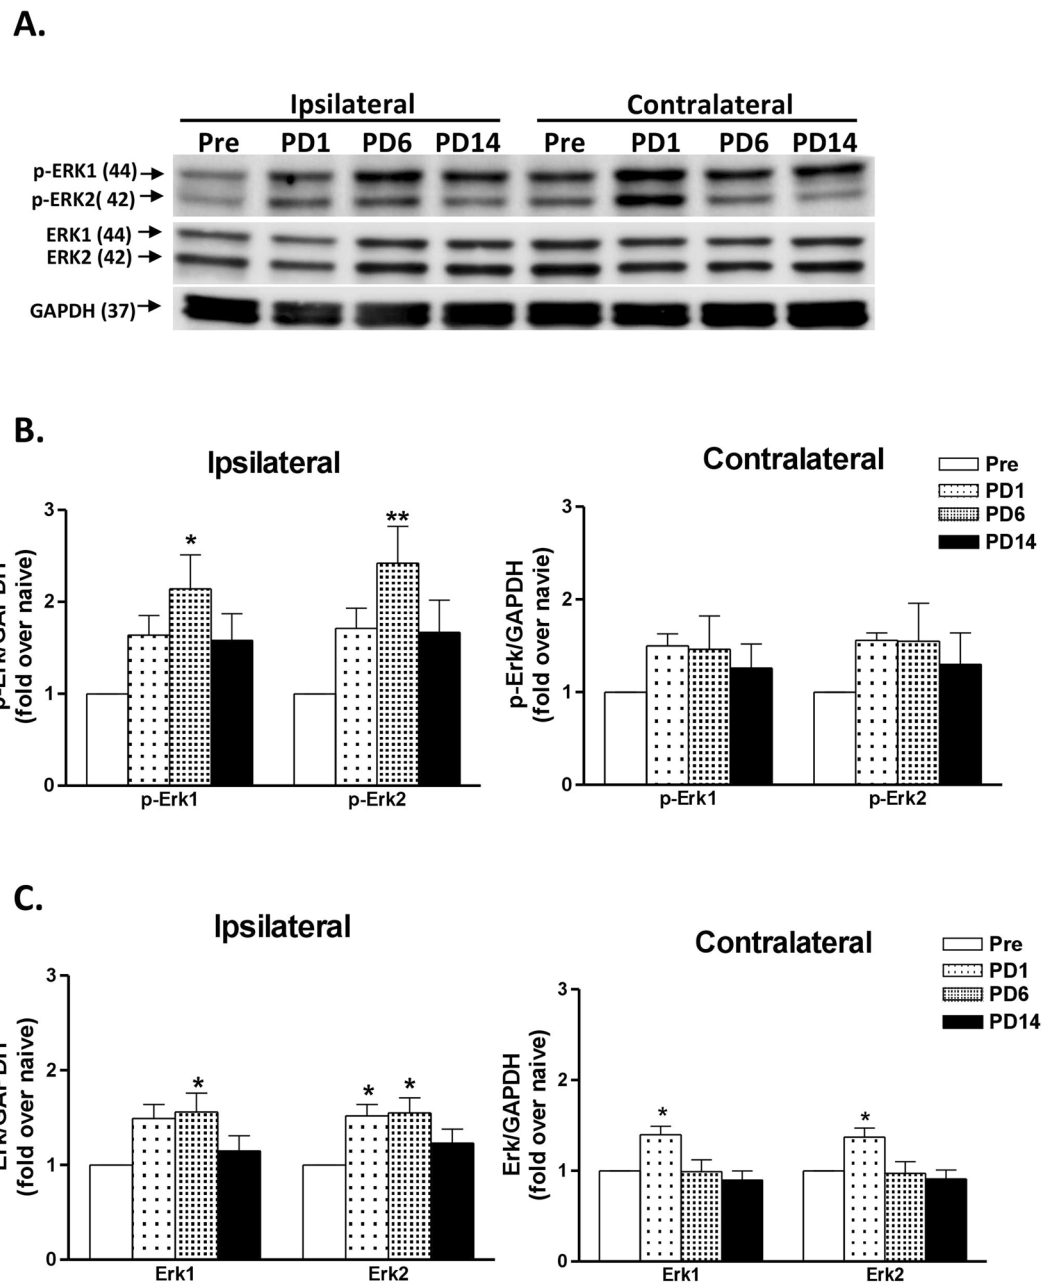 A.
Ipsilateral Contralateral
Pre PD1 PD6 PD14 Pre PD1 PD6 PD14
p-ERK1 (44)
p-ERK2( 42)
ERK1 (44)
ERK2 (42)
GAPDH (37)
B.
Ipsilateral
(fold over naive)
3
2
1
0
* **
p-Erk1 p-Erk2
Contralateral
p-Erk/GAPDH
(fold over navie)
3
2
1
0
p-Erk1 p-Erk2
Pre
PD1
PD6
PD14
C.
Ipsilateral
(fold over naive)
3
2
1
0
* * *
Erk1 Erk2
Contralateral
Erk/GAPDH
(fold over naive)
3
2
1
0
* *
Erk1 Erk2
Pre
PD1
PD6
PD14